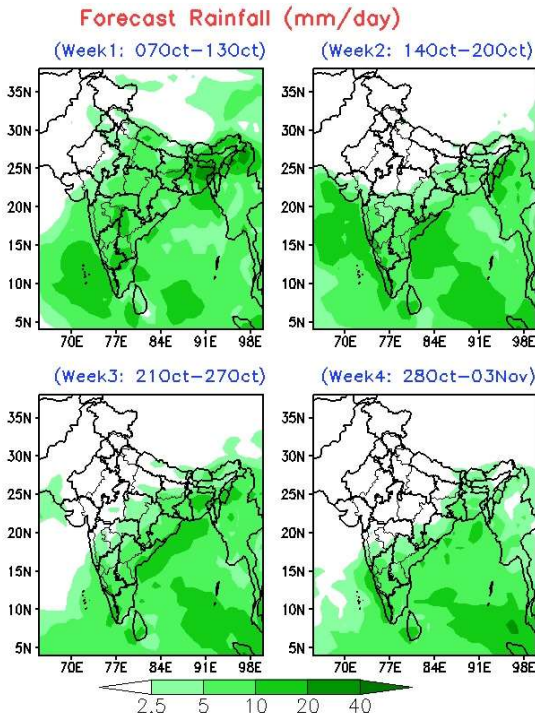 Forecast Rainfall (mm/day)
(Week1: 07Oct-13Oct) (Week2: 14Oct-20Oct)
35N 35N
30N 30N
25N 25N
20N 20N
15N 15N
10N 10N
5N 5N
70E 77E 84E 91E 98E 70E 77E 84E 91E 98E
(Week3: 21Oct-27Oct) (Week4: 28Oct-03Nov)
35N 35N
30N 30N
25N 25N
20N 20N
15N 15N
10N 10N
5N 5N
70E 77E 84E 91E 98E 70E 77E 84E 91E 98E
2.5 5 10 20 40